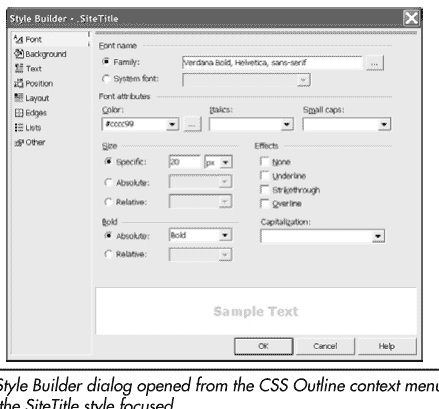 Style Builder - .SiteTitle
Font
Background
Text
Position
Layout
Edges
Lists
Other
Font name
Family:
Verdana Bold, Helvetica, sans-serif
...
System font:
Font attributes
Color:
Italics:
Small caps:
#cccc99
...
Size
Effects
Specific:
20
px
None
Absolute:
Underline
Relative:
Strikethrough
Overline
Bold
Capitalization:
Absolute:
Bold
Relative:
Sample Text
OK
Cancel
Help
Style Builder dialog opened from the CSS Outline context menu
the SiteTitle style focused